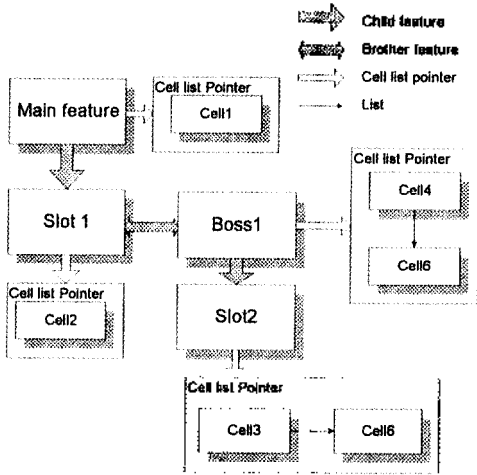 Child feature
Brother feature
Cell list pointer
List
Main feature
Cell list Pointer
Cell1
Slot 1
Boss1
Cell list Pointer
Cell4
Cell6
Cell list Pointer
Cell2
Slot2
Cell list Pointer
Cell3
Cell6